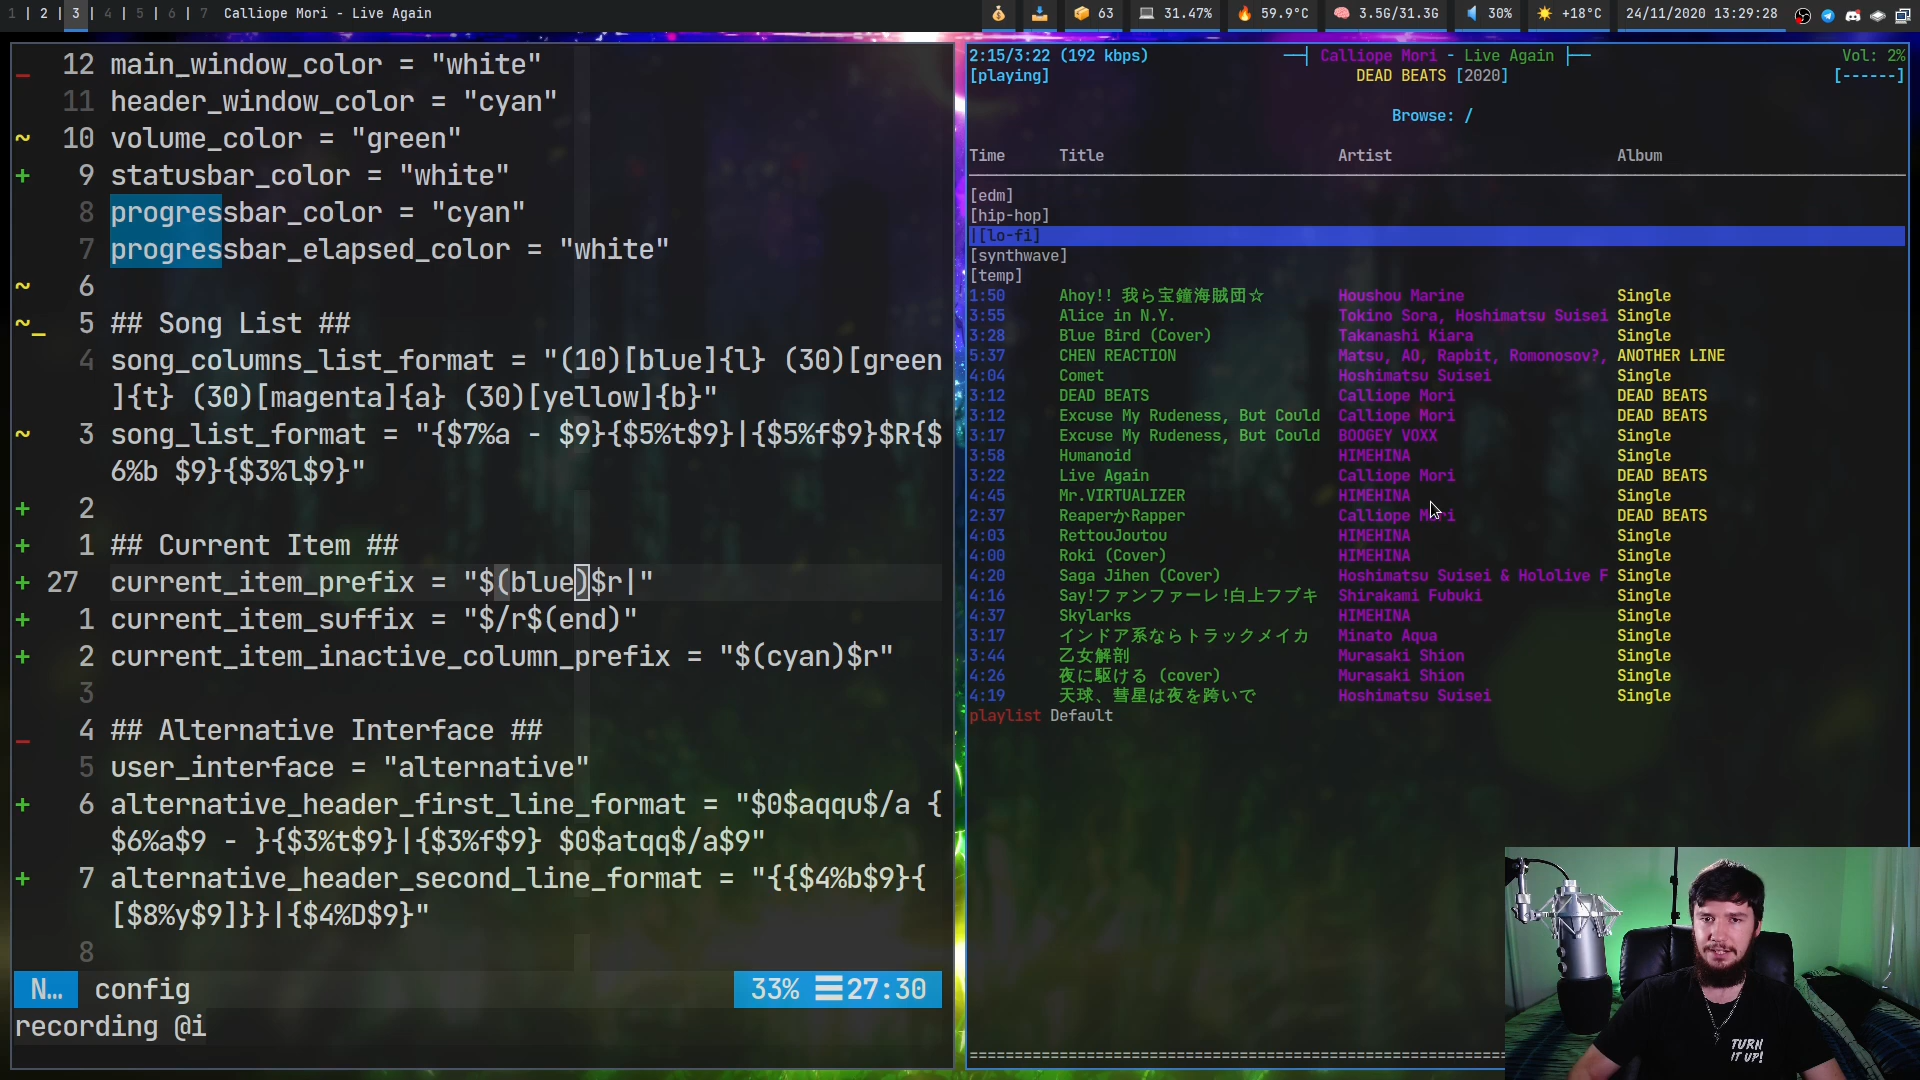 1 | 2 | 3 | 4 | 5 | 6 | 7 Calliope Mori - Live Again
63 31.47% 59.9°C 3.5G/31.3G 30% +18°C 24/11/2020 13:29:28
_ 12 main_window_color = "white"
11 header_window_color = "cyan"
~ 10 volume_color = "green"
+ 9 statusbar_color = "white"
8 progressbar_color = "cyan"
7 progressbar_elapsed_color = "white"
~ 6
~_ 5 ## Song List ##
4 song_columns_list_format = "(10)[blue]{l} (30)[green
]{t} (30)[magenta]{a} (30)[yellow]{b}"
~ 3 song_list_format = "{$7%a - $9}{$5%t$9}|{$5%f$9}$R{$
6%b $9}{$3%l$9}"
+ 2
+ 1 ## Current Item ##
+ 27 current_item_prefix = "$(blue)$r|"
+ 1 current_item_suffix = "$/r$(end)"
+ 2 current_item_inactive_column_prefix = "$(cyan)$r"
3
_ 4 ## Alternative Interface ##
5 user_interface = "alternative"
+ 6 alternative_header_first_line_format = "$0$aqqu$/a {
$6%a$9 - }{$3%t$9}|{$3%f$9} $0$atqq$/a$9"
+ 7 alternative_header_second_line_format = "{{$4%b$9}{
[$8%y$9]}}|{$4%D$9}"
8
N… config 33% ☰27:30
recording @i
2:15/3:22 (192 kbps) ──┤ Calliope Mori - Live Again ├── Vol: 2%
[playing] DEAD BEATS [2020] [------]
Browse: /
Time Title Artist Album
[edm]
[hip-hop]
|[lo-fi]
[synthwave]
[temp]
1:50 Ahoy!! 我ら宝鐘海賊団☆ Houshou Marine Single
3:55 Alice in N.Y. Tokino Sora, Hoshimatsu Suisei Single
3:28 Blue Bird (Cover) Takanashi Kiara Single
5:37 CHEN REACTION Matsu, AO, Rapbit, Romonosov?, ANOTHER LINE
4:04 Comet Hoshimatsu Suisei Single
3:12 DEAD BEATS Calliope Mori DEAD BEATS
3:12 Excuse My Rudeness, But Could Calliope Mori DEAD BEATS
3:17 Excuse My Rudeness, But Could BOOGEY VOXX Single
3:58 Humanoid HIMEHINA Single
3:22 Live Again Calliope Mori DEAD BEATS
4:45 Mr.VIRTUALIZER HIMEHINA Single
2:37 ReaperかRapper Calliope Mori DEAD BEATS
4:03 RettouJoutou HIMEHINA Single
4:00 Roki (Cover) HIMEHINA Single
4:20 Saga Jihen (Cover) Hoshimatsu Suisei & Hololive F Single
4:16 Say!ファンファーレ!白上フブキ Shirakami Fubuki Single
4:37 Skylarks HIMEHINA Single
3:17 インドア系ならトラックメイカ Minato Aqua Single
3:44 乙女解剖 Murasaki Shion Single
4:26 夜に駆ける (cover) Murasaki Shion Single
4:19 天球、彗星は夜を跨いで Hoshimatsu Suisei Single
playlist Default
TURN
IT UP!